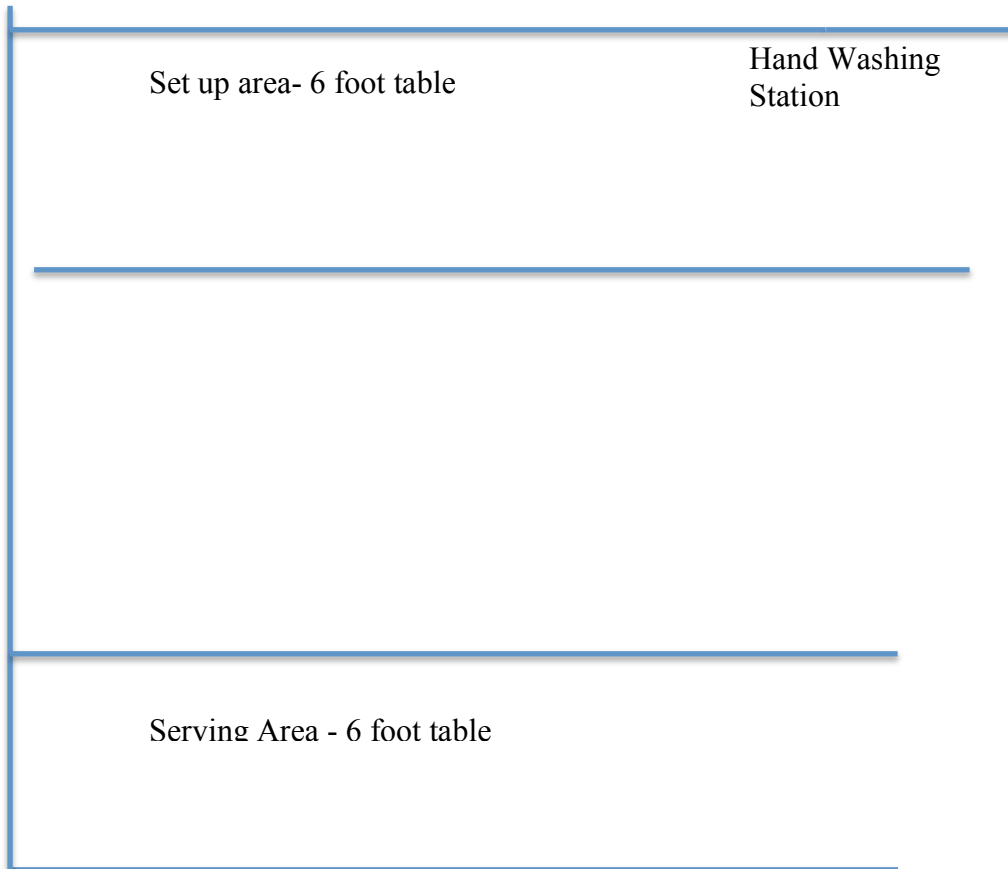 Set up area- 6 foot table
Hand Washing
Station
Serving Area - 6 foot table